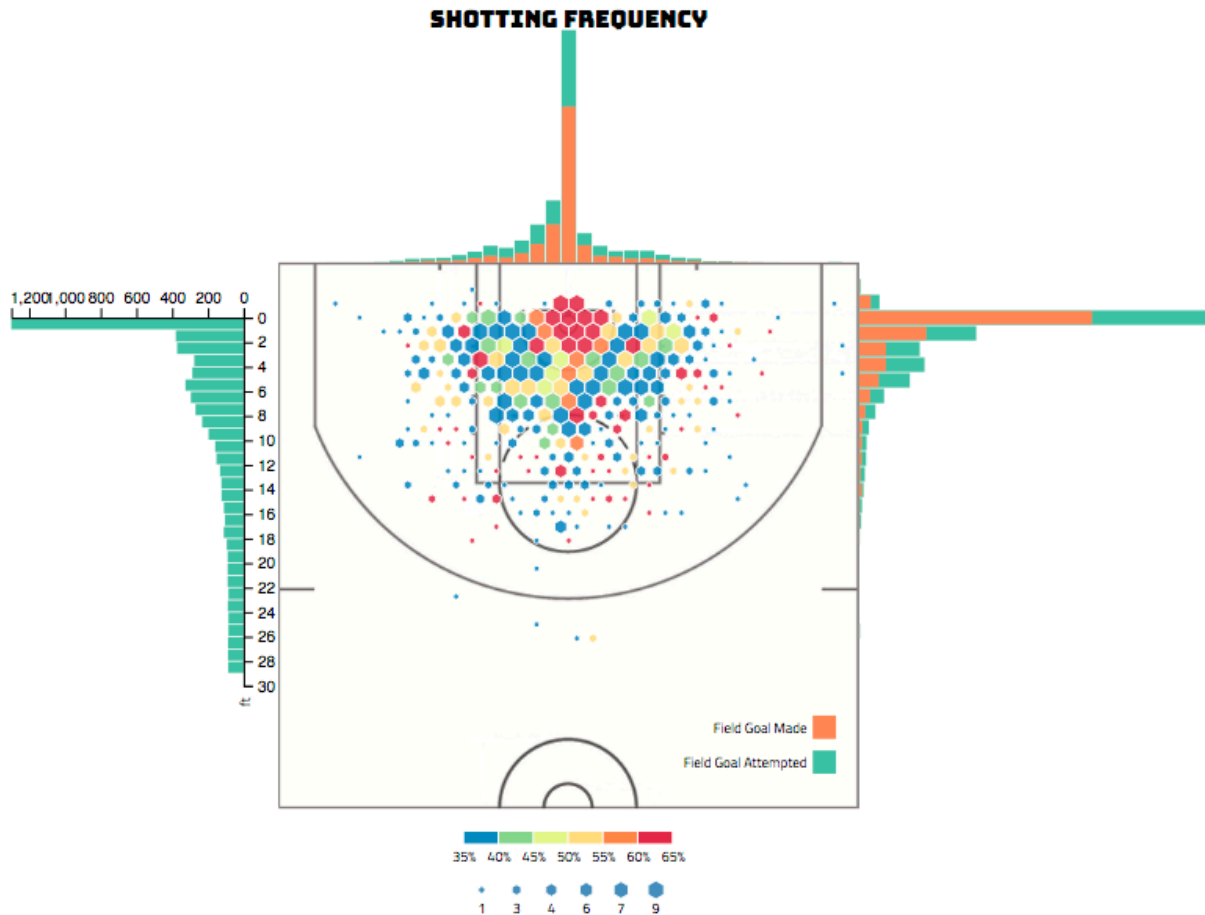 SHOTTING FREQUENCY
1,200 1,000 800 600 400 200 0
0
2
4
6
8
10
12
14
16
18
20
22
24
26
28
30
ft
Field Goal Made
Field Goal Attempted
35% 40% 45% 50% 55% 60% 65%
1 3 4 6 7 9